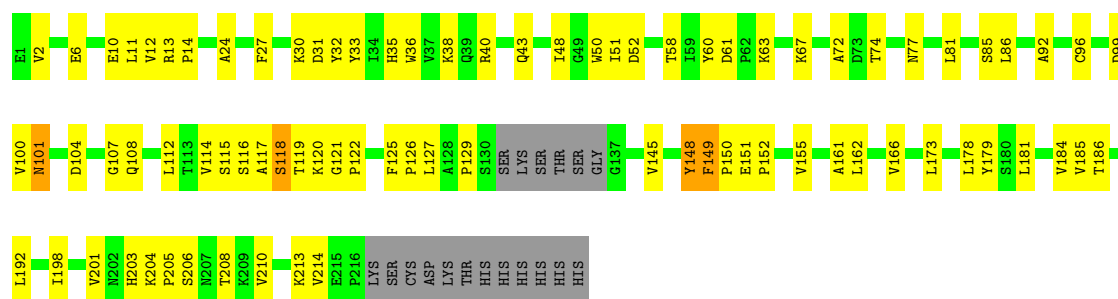 E1 V2 E6 E10 L11 V12 R13 P14 A24 F27 K30 D31 Y32 Y33 I34 H35 W36 V37 K38 Q39 R40 Q43 I48 G49 W50 I51 D52 T58 I59 Y60 D61 P62 K63 K67 A72 D73 T74 N77 L81 S85 L86 A92 C96
V100 N101 D104 G107 Q108 L112 T113 V114 S115 S116 A117 S118 T119 K120 G121 P122 F125 P126 L127 A128 P129 S130 SER LYS SER THR SER GLY G137 V145 Y148 F149 P150 E151 P152 V155 A161 L162 V166 L173 L178 Y179 S180 L181 V184 V185 T186
L192 I198 V201 N202 H203 K204 P205 S206 N207 T208 K209 V210 K213 V214 E215 P216 LYS SER CYS ASP LYS THR HIS HIS HIS HIS HIS HIS